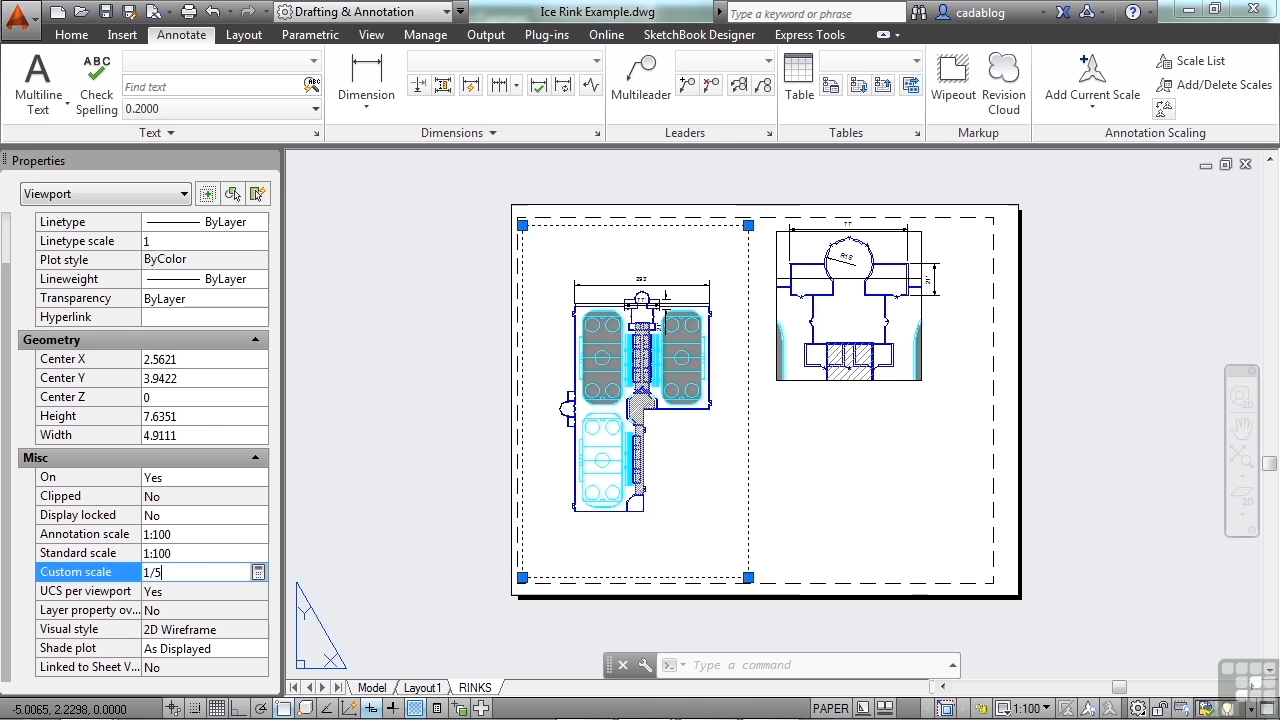 Drafting & Annotation
Ice Rink Example.dwg
Type a keyword or phrase
cadablog
Home Insert Annotate Layout Parametric View Manage Output Plug-ins Online SketchBook Designer Express Tools
A
Multiline
Text
ABC
Check
Spelling
Find text
ABC
0.2000
Dimension
Multileader
Table
Wipeout
Revision
Cloud
Add Current Scale
Scale List
Add/Delete Scales
Text Dimensions Leaders Tables Markup Annotation Scaling
Properties
Viewport
Linetype ByLayer
Linetype scale 1
Plot style ByColor
Lineweight ByLayer
Transparency ByLayer
Hyperlink
Geometry
Center X 2.5621
Center Y 3.9422
Center Z 0
Height 7.6351
Width 4.9111
Misc
On Yes
Clipped No
Display locked No
Annotation scale 1:100
Standard scale 1:100
Custom scale 1/5
UCS per viewport Yes
Layer property ov... No
Visual style 2D Wireframe
Shade plot As Displayed
Linked to Sheet V... No
77
R19
21'
Y
X
2D
2D
Type a command
Model Layout1 RINKS
-5.0065, 2.2298, 0.0000
PAPER
1:100